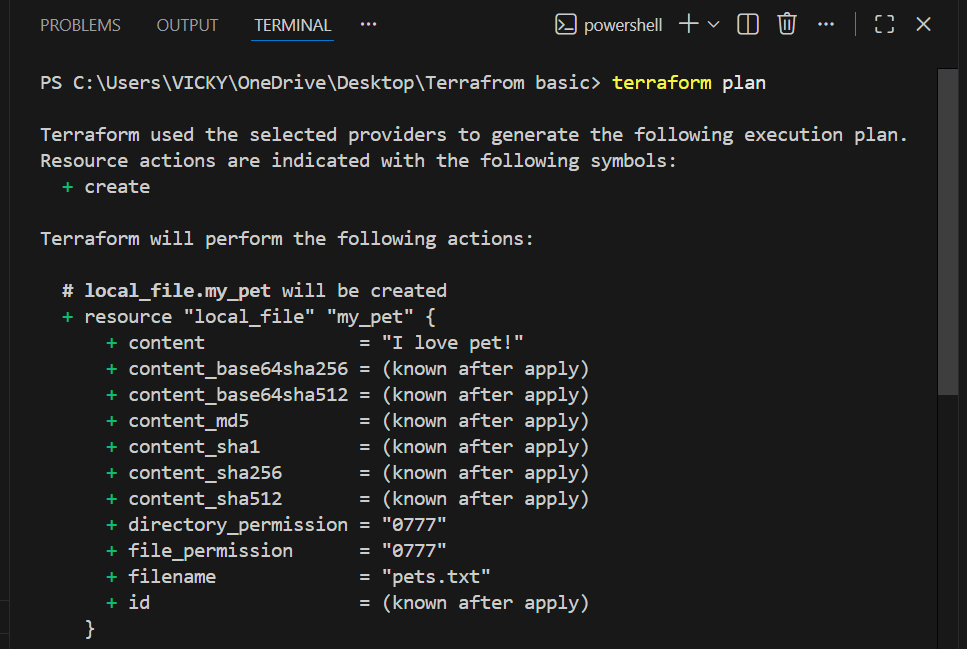 PROBLEMS OUTPUT TERMINAL ··· powershell
PS C:\Users\VICKY\OneDrive\Desktop\Terrafrom basic> terraform plan
Terraform used the selected providers to generate the following execution plan.
Resource actions are indicated with the following symbols:
+ create
Terraform will perform the following actions:
# local_file.my_pet will be created
+ resource "local_file" "my_pet" {
+ content = "I love pet!"
+ content_base64sha256 = (known after apply)
+ content_base64sha512 = (known after apply)
+ content_md5 = (known after apply)
+ content_sha1 = (known after apply)
+ content_sha256 = (known after apply)
+ content_sha512 = (known after apply)
+ directory_permission = "0777"
+ file_permission = "0777"
+ filename = "pets.txt"
+ id = (known after apply)
}